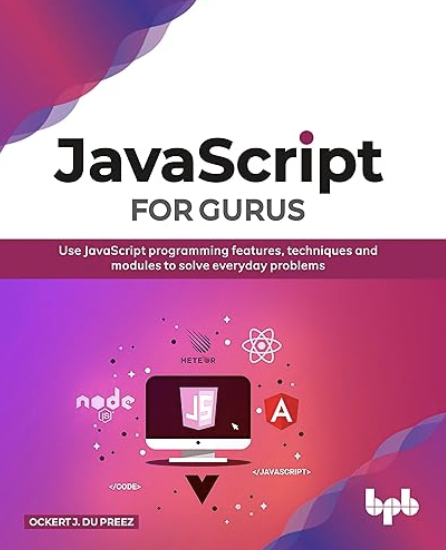 JavaScript
FOR GURUS
Use JavaScript programming features, techniques and
modules to solve everyday problems
METEOR
node
JS
JS
A
</JAVASCRIPT>
</CODE>
OCKERT J. DU PREEZ
bpb